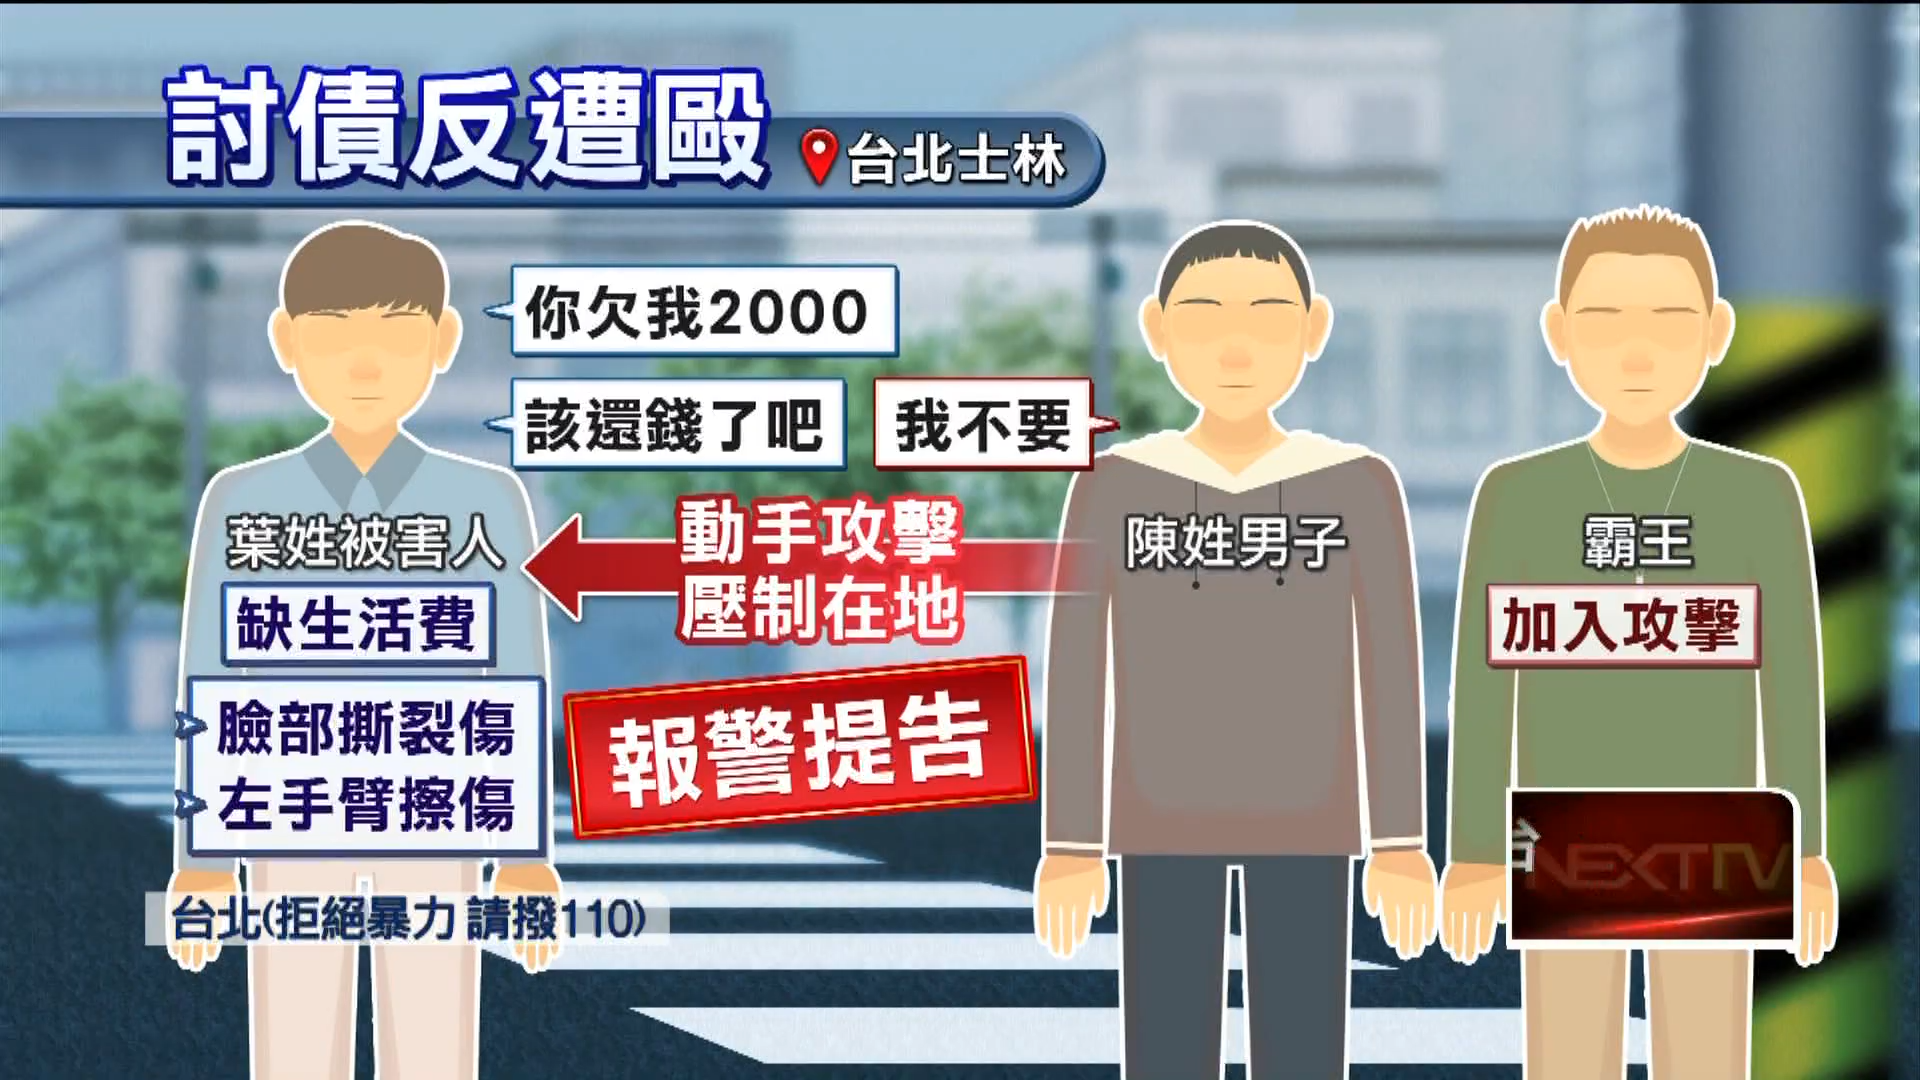 討債反遭毆
台北士林
你欠我2000
該還錢了吧
我不要
葉姓被害人
動手攻擊
壓制在地
陳姓男子
霸王
缺生活費
加入攻擊
臉部撕裂傷
左手臂擦傷
報警提告
台
NEXTTV
台北(拒絕暴力 請撥110)